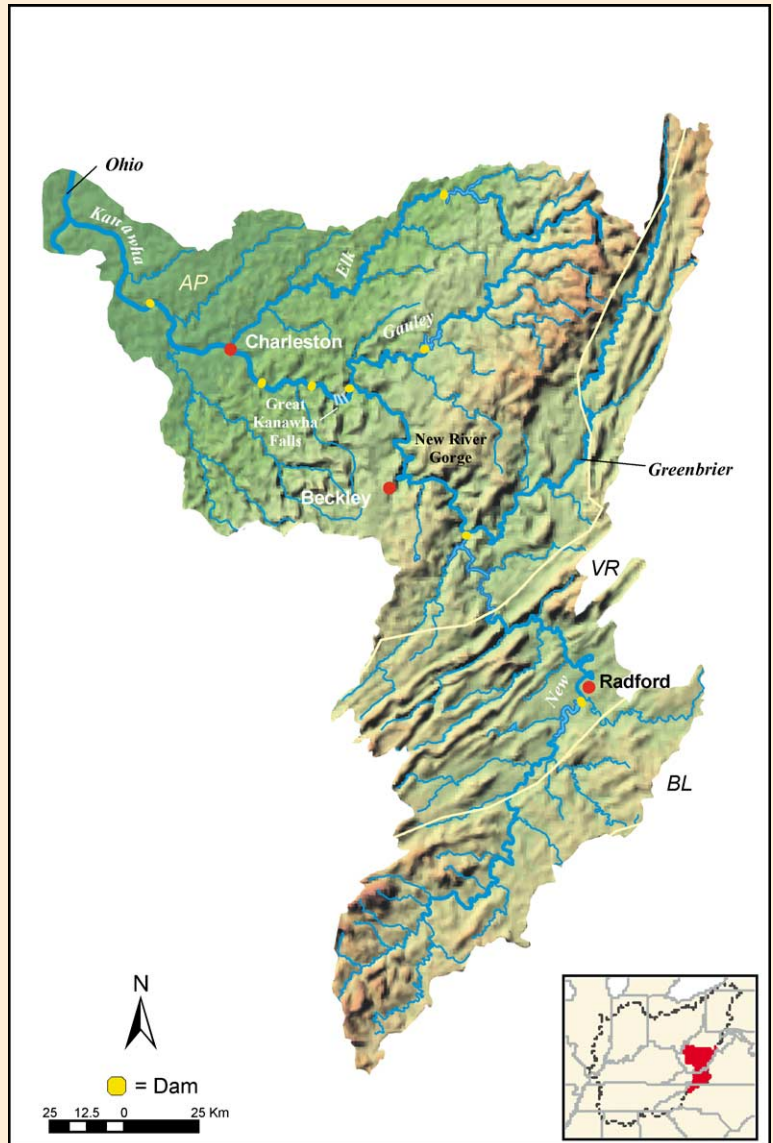 Ohio
Kanawha
AP
Elk
Charleston
Gauley
Great
Kanawha
Falls
New River
Gorge
Beckley
Greenbrier
VR
New
Radford
BL
N
= Dam
25 12.5 0 25 Km